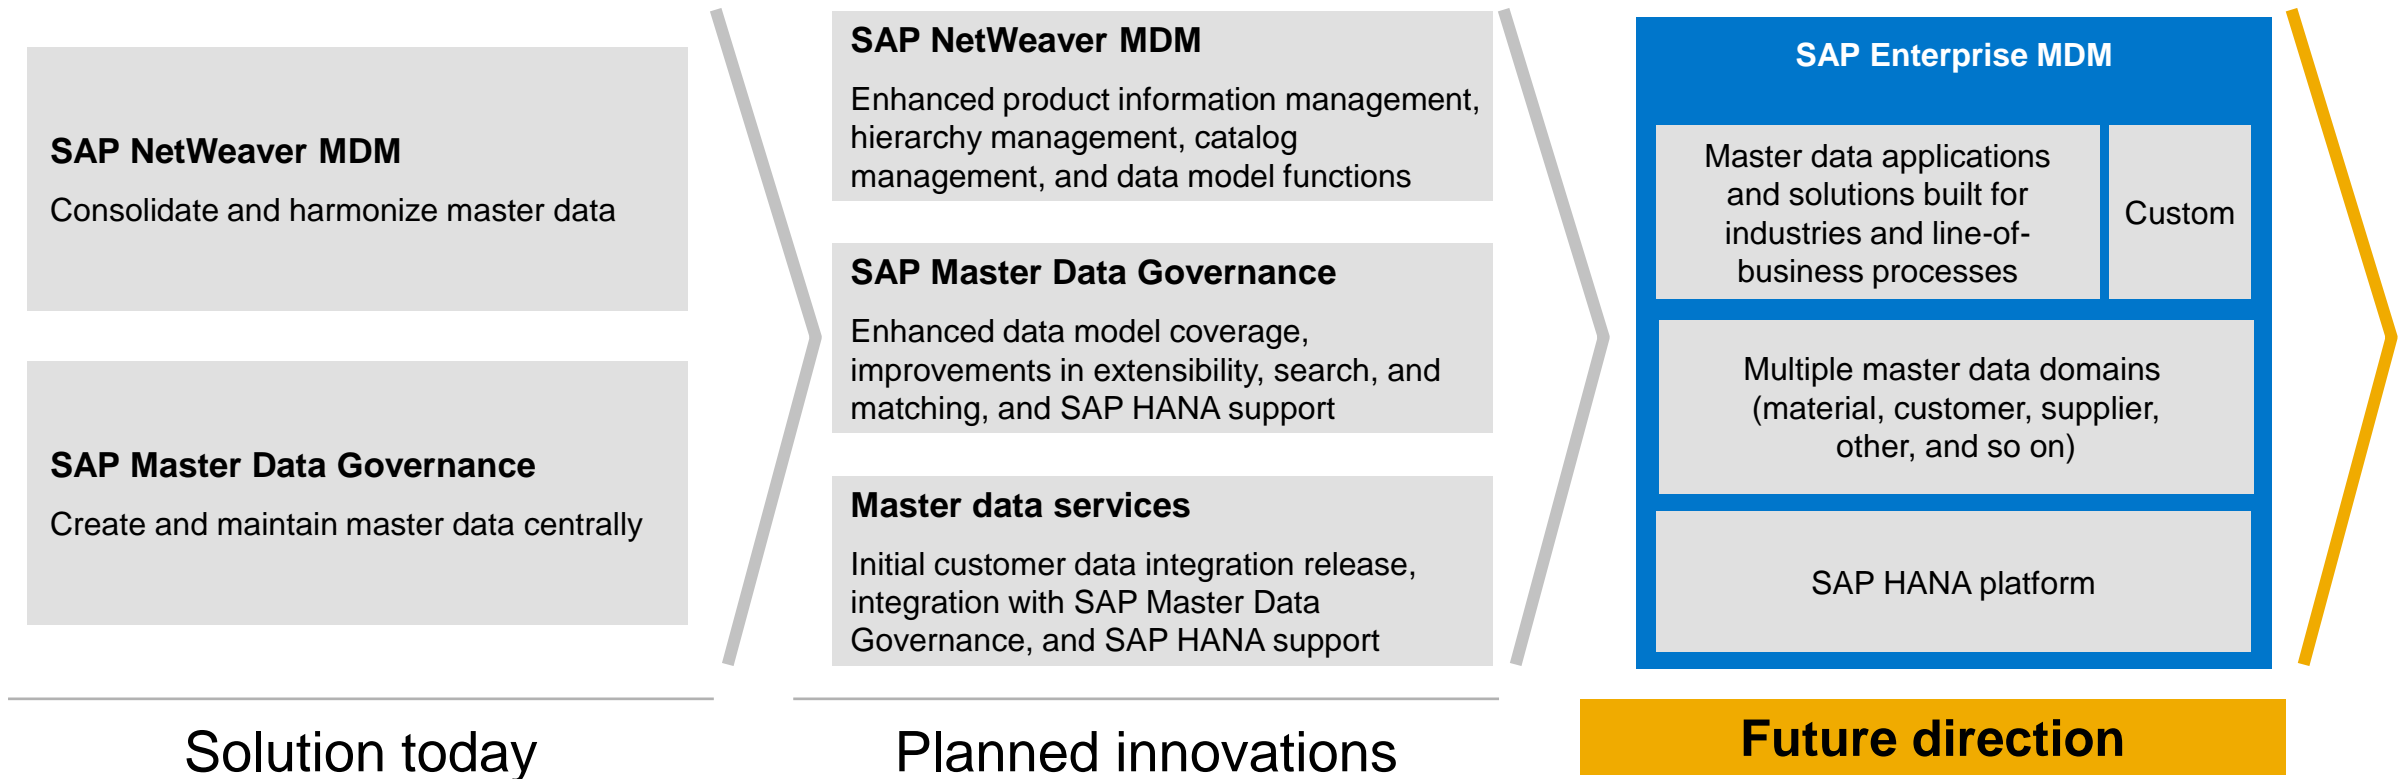 SAP NetWeaver MDM
Consolidate and harmonize master data
SAP Master Data Governance
Create and maintain master data centrally
Solution today
SAP NetWeaver MDM
Enhanced product information management,
hierarchy management, catalog
management, and data model functions
SAP Master Data Governance
Enhanced data model coverage,
improvements in extensibility, search, and
matching, and SAP HANA support
Master data services
Initial customer data integration release,
integration with SAP Master Data
Governance, and SAP HANA support
Planned innovations
SAP Enterprise MDM
Master data applications
and solutions built for
industries and line-of-
business processes
Custom
Multiple master data domains
(material, customer, supplier,
other, and so on)
SAP HANA platform
Future direction